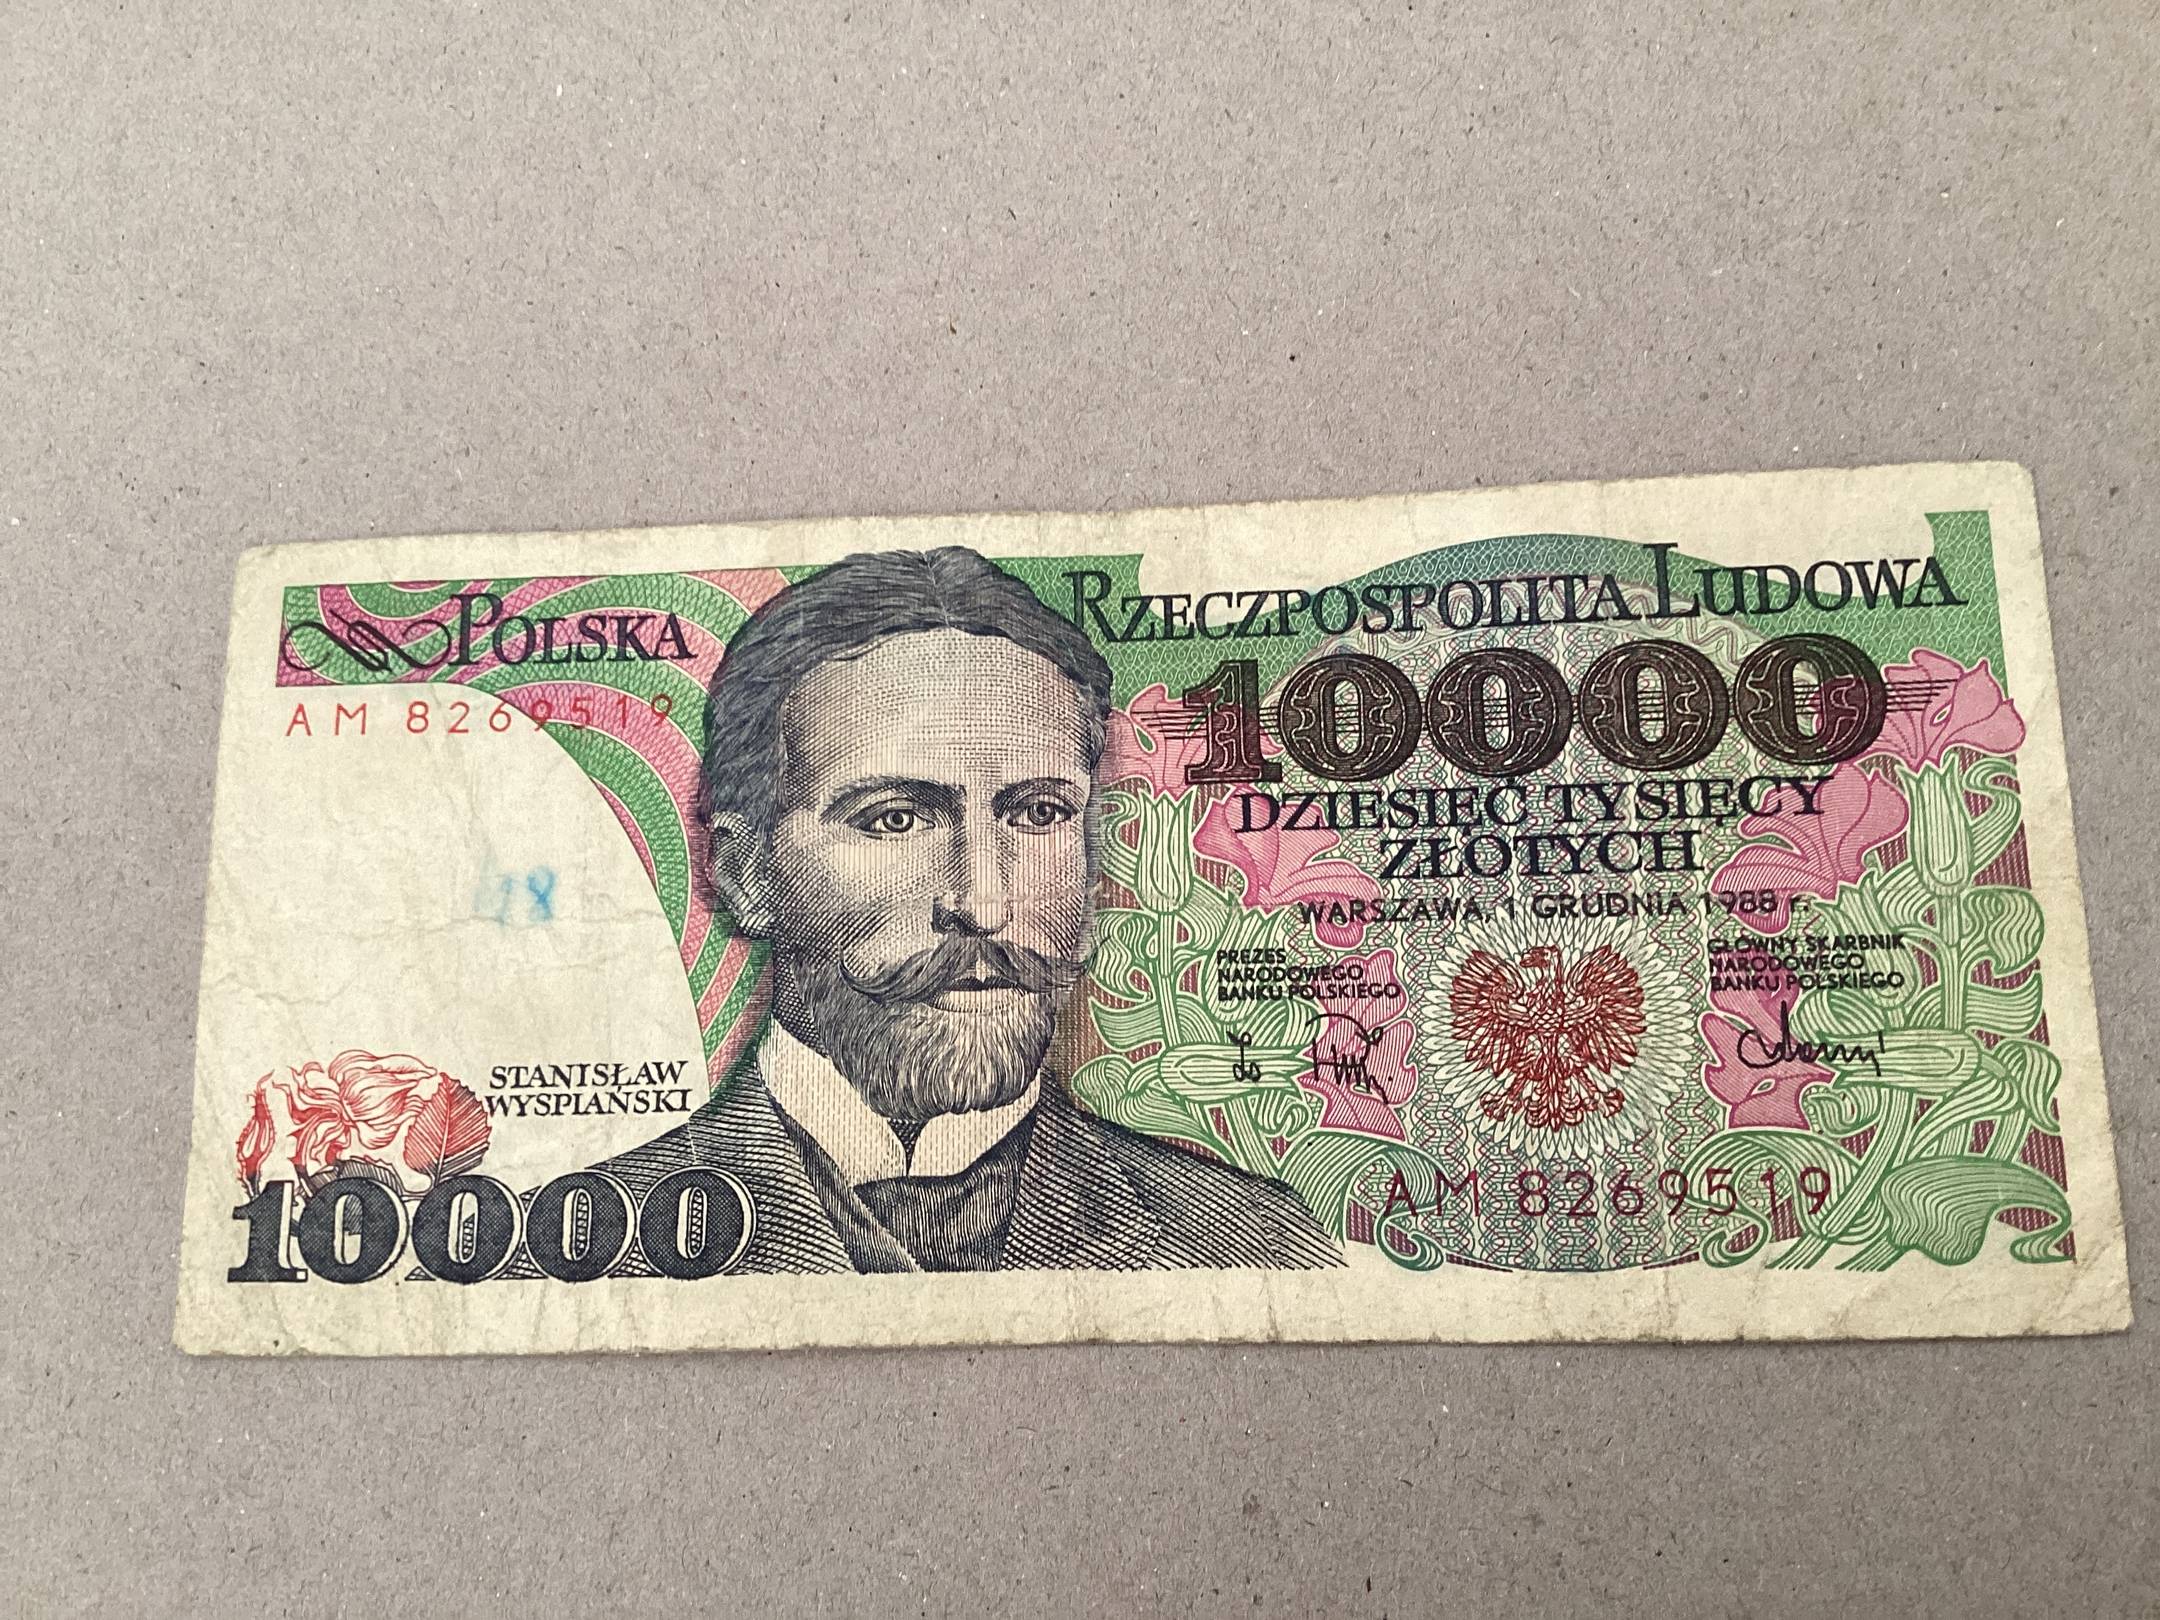 POLSKA
RZECZPOSPOLITA LUDOWA
AM 8269519
10000
DZIESIĘĆ TYSIĘCY
ZŁOTYCH
WARSZAWA, 1 GRUDNIA 1988 r.
PREZES
NARODOWEGO
BANKU POLSKIEGO
GŁÓWNY SKARBNIK
NARODOWEGO
BANKU POLSKIEGO
STANISŁAW
WYSPIAŃSKI
10000
AM 8269519